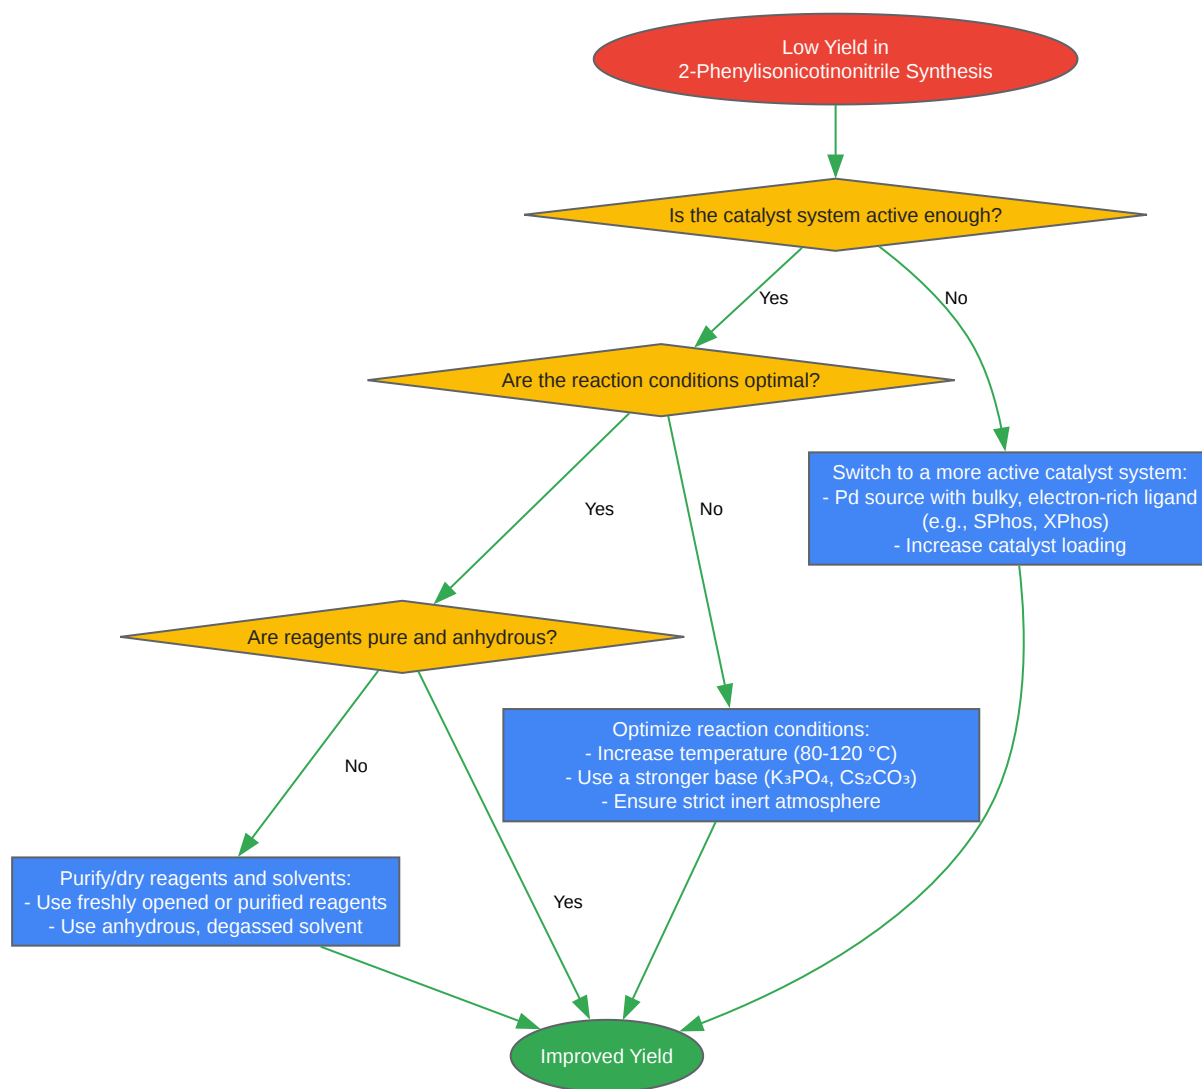 Low Yield in
2-Phenylisonicotinonitrile Synthesis
Is the catalyst system active enough?
Yes
No
Are the reaction conditions optimal?
Switch to a more active catalyst system:
- Pd source with bulky, electron-rich ligand
(e.g., SPhos, XPhos)
- Increase catalyst loading
Yes
No
Are reagents pure and anhydrous?
Optimize reaction conditions:
- Increase temperature (80-120 °C)
- Use a stronger base (K₃PO₄, Cs₂CO₃)
- Ensure strict inert atmosphere
No
Yes
Purify/dry reagents and solvents:
- Use freshly opened or purified reagents
- Use anhydrous, degassed solvent
Improved Yield